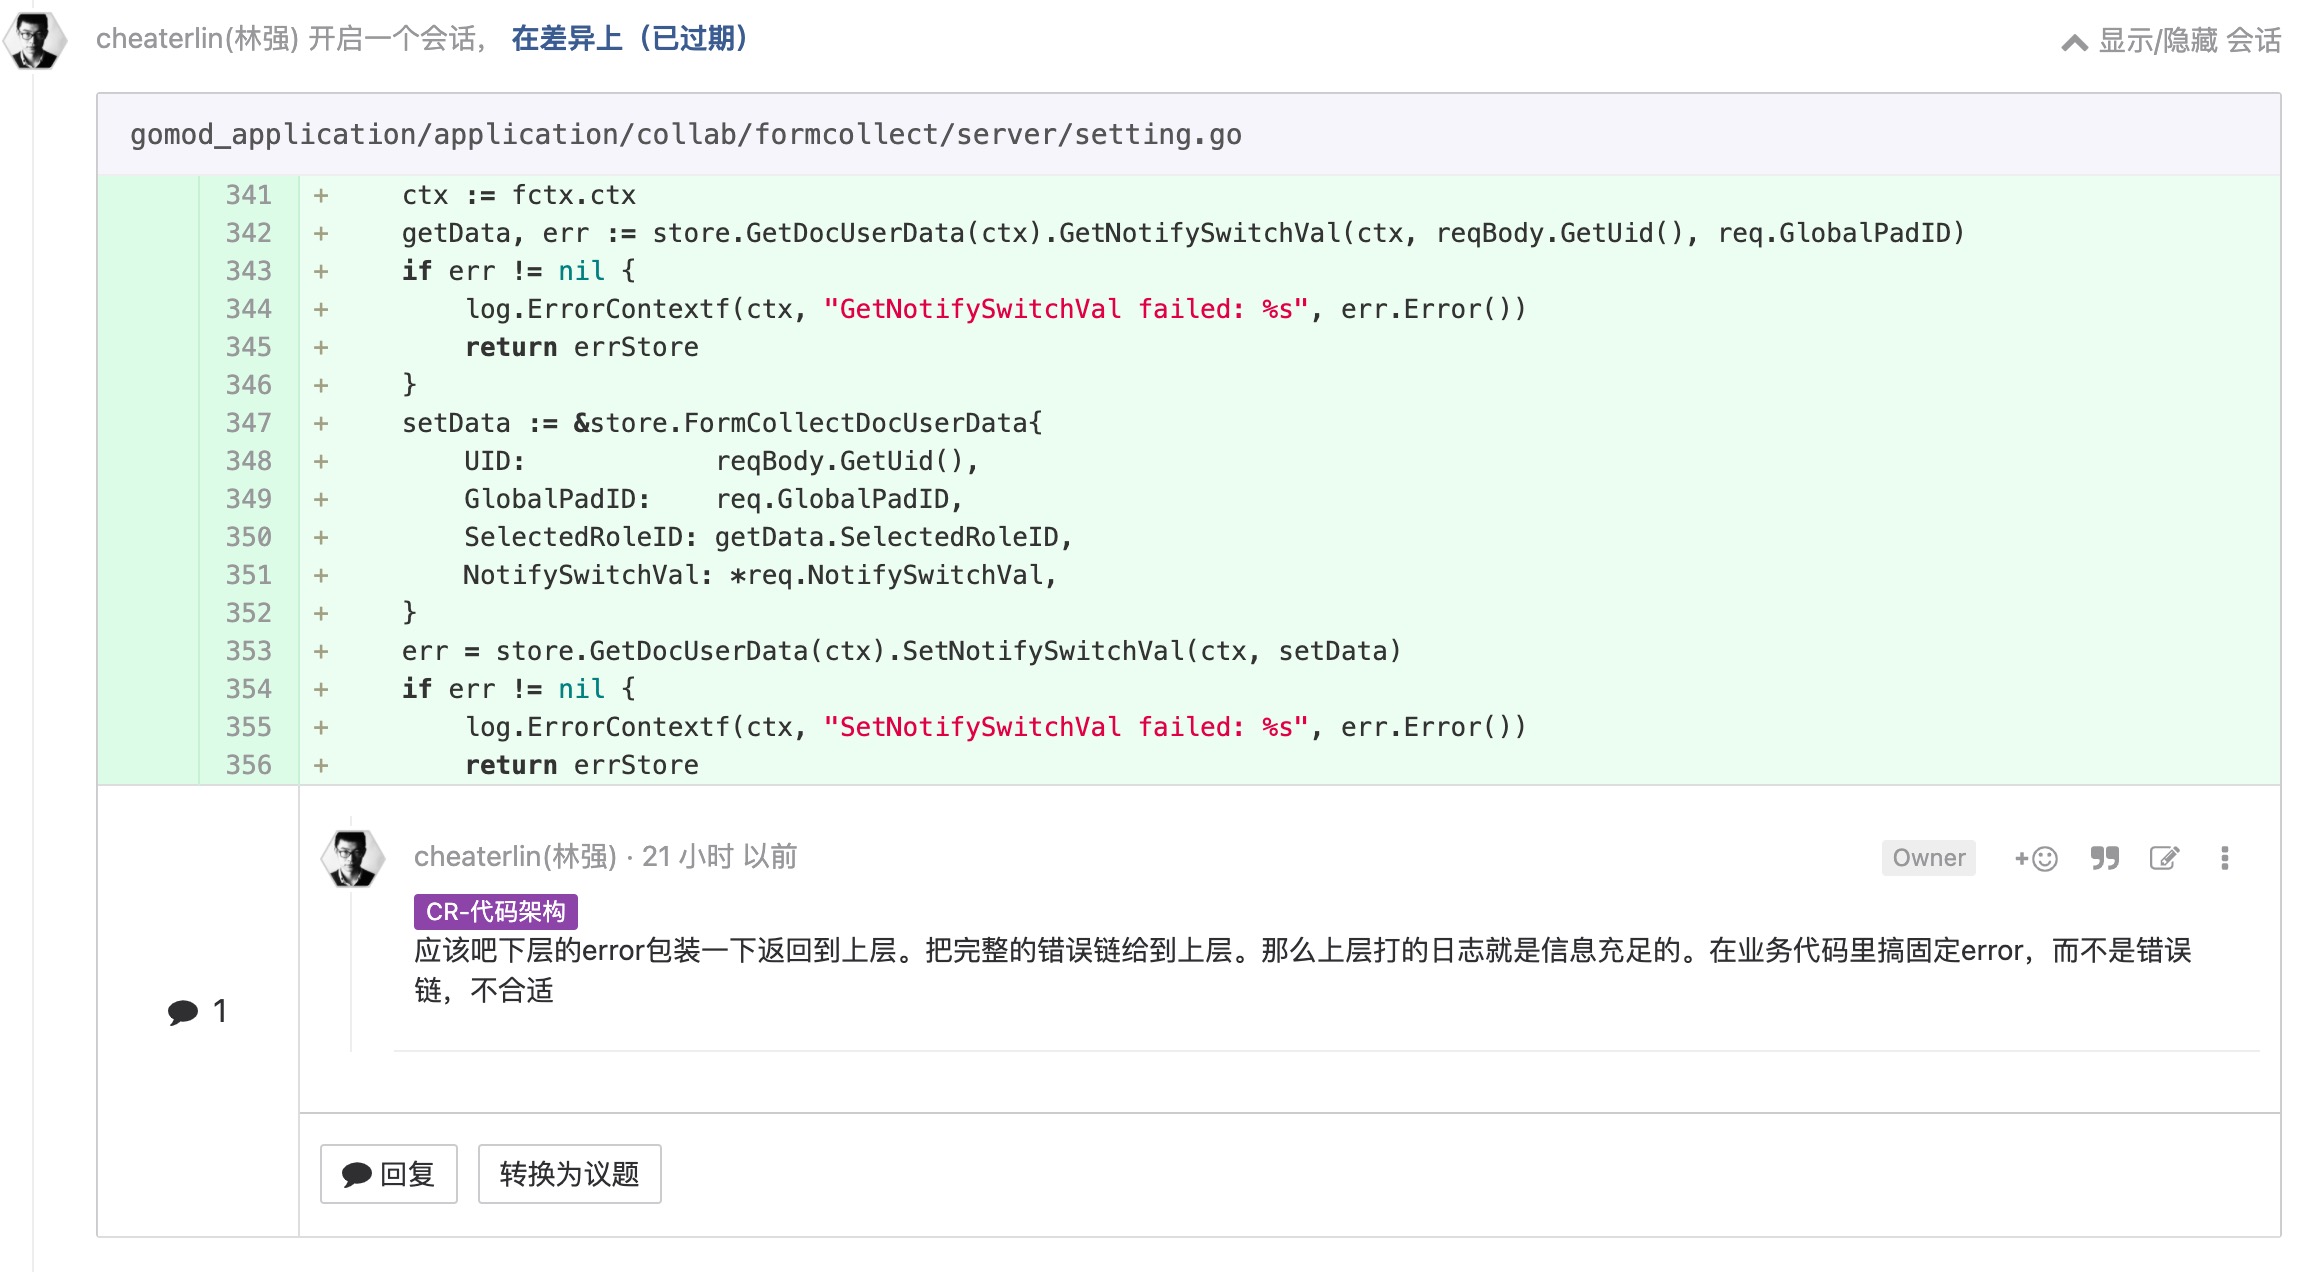 cheaterlin(林强) 开启一个会话， 在差异上（已过期） 显示/隐藏 会话
gomod_application/application/collab/formcollect/server/setting.go
341 + ctx := fctx.ctx
342 + getData, err := store.GetDocUserData(ctx).GetNotifySwitchVal(ctx, reqBody.GetUid(), req.GlobalPadID)
343 + if err != nil {
344 + log.ErrorContextf(ctx, "GetNotifySwitchVal failed: %s", err.Error())
345 + return errStore
346 + }
347 + setData := &store.FormCollectDocUserData{
348 + UID: reqBody.GetUid(),
349 + GlobalPadID: req.GlobalPadID,
350 + SelectedRoleID: getData.SelectedRoleID,
351 + NotifySwitchVal: *req.NotifySwitchVal,
352 + }
353 + err = store.GetDocUserData(ctx).SetNotifySwitchVal(ctx, setData)
354 + if err != nil {
355 + log.ErrorContextf(ctx, "SetNotifySwitchVal failed: %s", err.Error())
356 + return errStore
cheaterlin(林强) · 21 小时 以前 Owner
CR-代码架构
应该吧下层的error包装一下返回到上层。把完整的错误链给到上层。那么上层打的日志就是信息充足的。在业务代码里搞固定error，而不是错误
链，不合适
1
回复 转换为议题